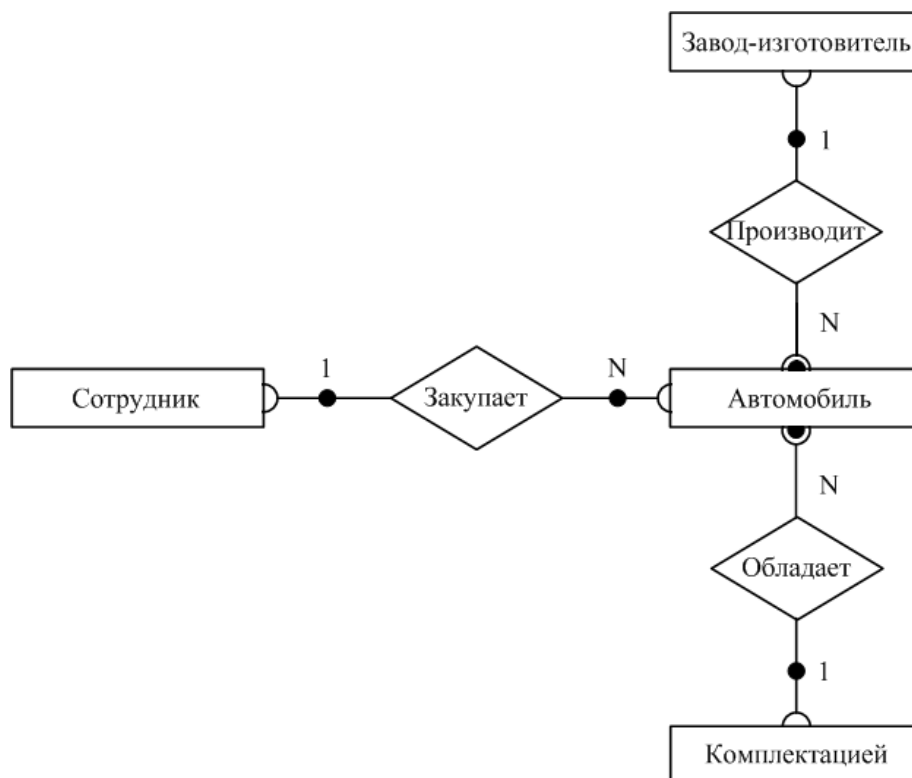 Завод-изготовитель
1
Производит
N
Сотрудник
1
Закупает
N
Автомобиль
N
Обладает
1
Комплектацией